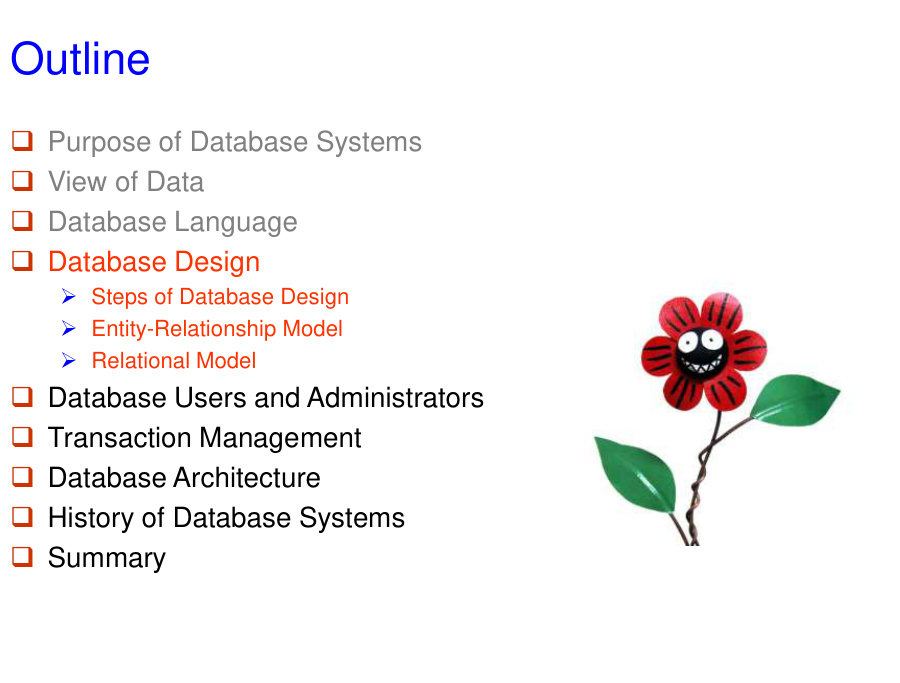 Outline
Purpose of Database Systems
View of Data
Database Language
Database Design
Steps of Database Design
Entity-Relationship Model
Relational Model
Database Users and Administrators
Transaction Management
Database Architecture
History of Database Systems
Summary